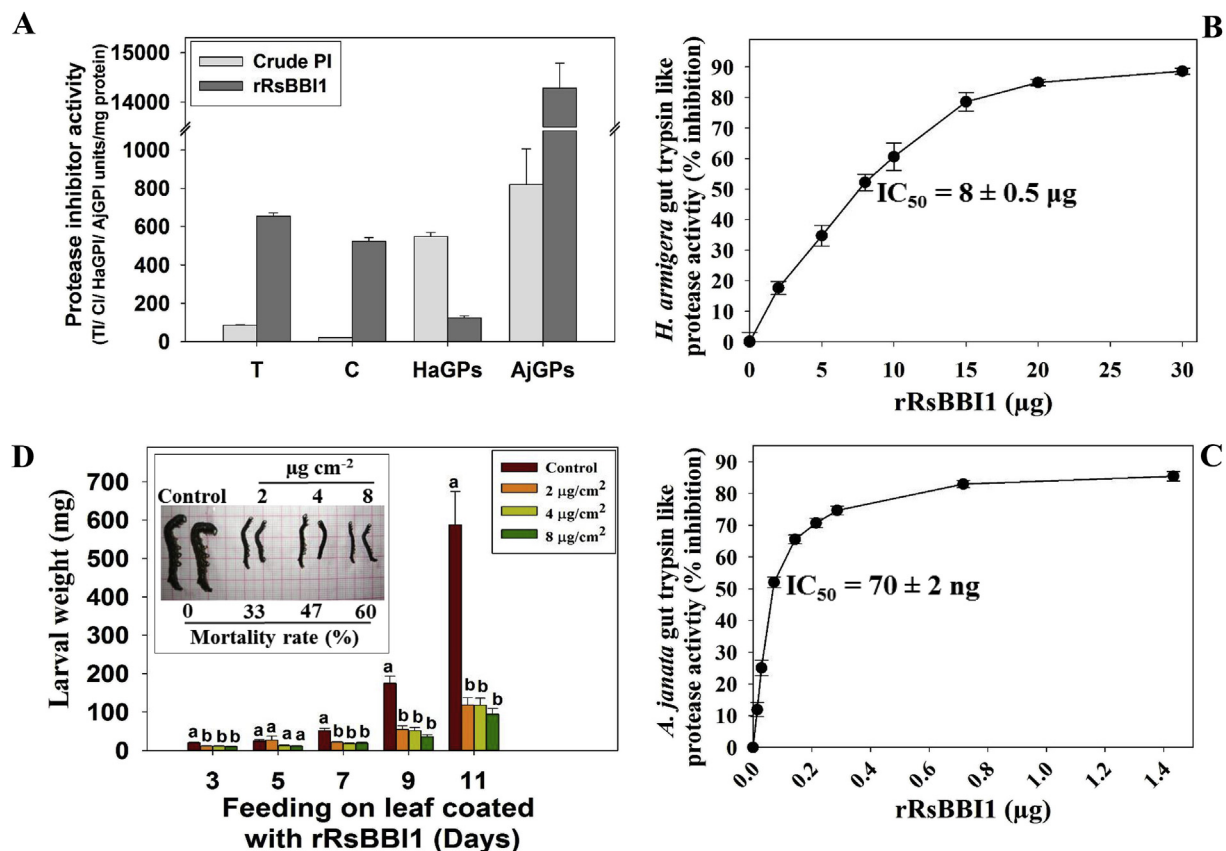 A
Protease inhibitor activity
(TI/ CI/ HaGPI/ AjGPI units/mg protein)
15000
14000
1000
800
600
400
200
0
Crude PI
rRsBBI1
T C HaGPs AjGPs
B
H. armigera gut trypsin like
protease activtiy (% inhibition)
90
80
70
60
50
40
30
20
10
0
IC50 = 8 ± 0.5 µg
0 5 10 15 20 25 30
rRsBBI1 (µg)
D
Larval weight (mg)
700
600
500
400
300
200
100
0
µg cm-2
Control 2 4 8
0 33 47 60
Mortality rate (%)
Control
2 µg/cm2
4 µg/cm2
8 µg/cm2
a b b b
a a a a
a b b b
a b b b
a b b b
3 5 7 9 11
Feeding on leaf coated
with rRsBBI1 (Days)
C
A. janata gut trypsin like
protease activtiy (% inhibition)
90
80
70
60
50
40
30
20
10
0
IC50 = 70 ± 2 ng
0.0 0.2 0.4 0.6 0.8 1.0 1.2 1.4
rRsBBI1 (µg)